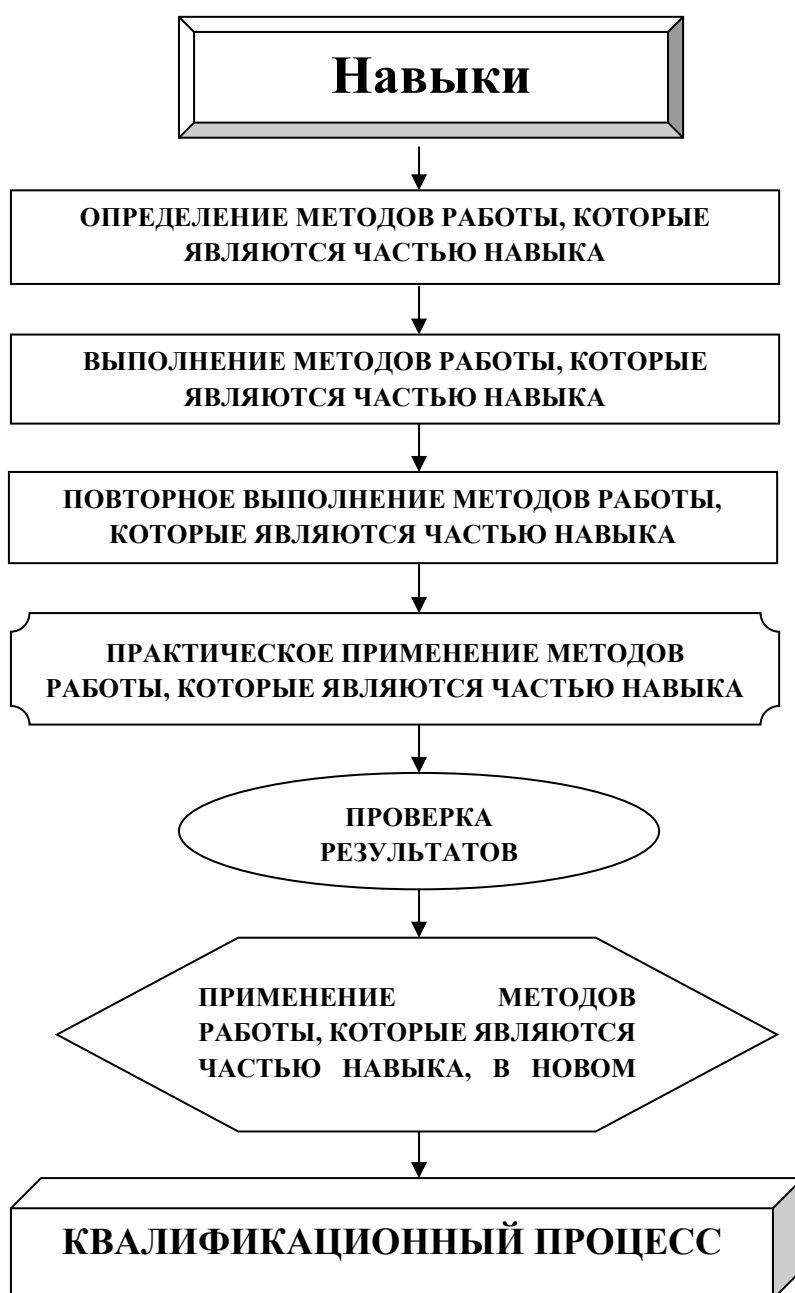 Навыки
ОПРЕДЕЛЕНИЕ МЕТОДОВ РАБОТЫ, КОТОРЫЕ
ЯВЛЯЮТСЯ ЧАСТЬЮ НАВЫКА
ВЫПОЛНЕНИЕ МЕТОДОВ РАБОТЫ, КОТОРЫЕ
ЯВЛЯЮТСЯ ЧАСТЬЮ НАВЫКА
ПОВТОРНОЕ ВЫПОЛНЕНИЕ МЕТОДОВ РАБОТЫ,
КОТОРЫЕ ЯВЛЯЮТСЯ ЧАСТЬЮ НАВЫКА
ПРАКТИЧЕСКОЕ ПРИМЕНЕНИЕ МЕТОДОВ
РАБОТЫ, КОТОРЫЕ ЯВЛЯЮТСЯ ЧАСТЬЮ НАВЫКА
ПРОВЕРКА
РЕЗУЛЬТАТОВ
ПРИМЕНЕНИЕ МЕТОДОВ
РАБОТЫ, КОТОРЫЕ ЯВЛЯЮТСЯ
ЧАСТЬЮ НАВЫКА, В НОВОМ
КВАЛИФИКАЦИОННЫЙ ПРОЦЕСС